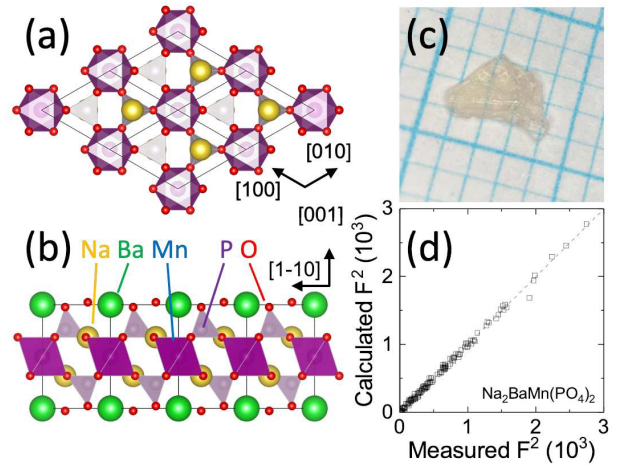 (a)
[010]
[100]
[001]
(b)
Na Ba Mn P O
[1-10]
(c)
(d)
3
2
1
0
0 1 2 3
Calculated F² (10³)
Na₂BaMn(PO₄)₂
Measured F² (10³)